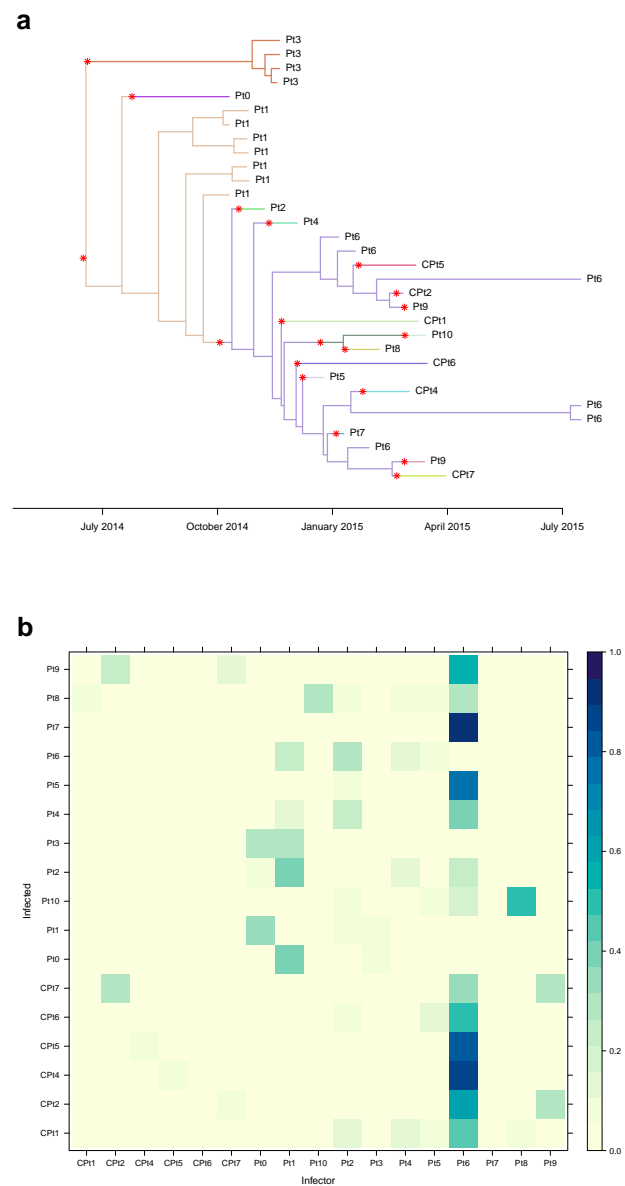 a
Pt3
Pt3
Pt3
Pt3
Pt0
Pt1
Pt1
Pt1
Pt1
Pt1
Pt1
Pt1
Pt2
Pt4
Pt6
Pt6
CPt5
Pt6
CPt2
Pt9
CPt1
Pt10
Pt8
CPt6
Pt5
CPt4
Pt6
Pt6
Pt7
Pt6
Pt9
CPt7
July 2014 October 2014 January 2015 April 2015 July 2015
b
Pt9
Pt8
Pt7
Pt6
Pt5
Pt4
Pt3
Pt2
Pt10
Pt1
Pt0
CPt7
CPt6
CPt5
CPt4
CPt2
CPt1
Infected
CPt1 CPt2 CPt4 CPt5 CPt6 CPt7 Pt0 Pt1 Pt10 Pt2 Pt3 Pt4 Pt5 Pt6 Pt7 Pt8 Pt9
Infector
1.0
0.8
0.6
0.4
0.2
0.0